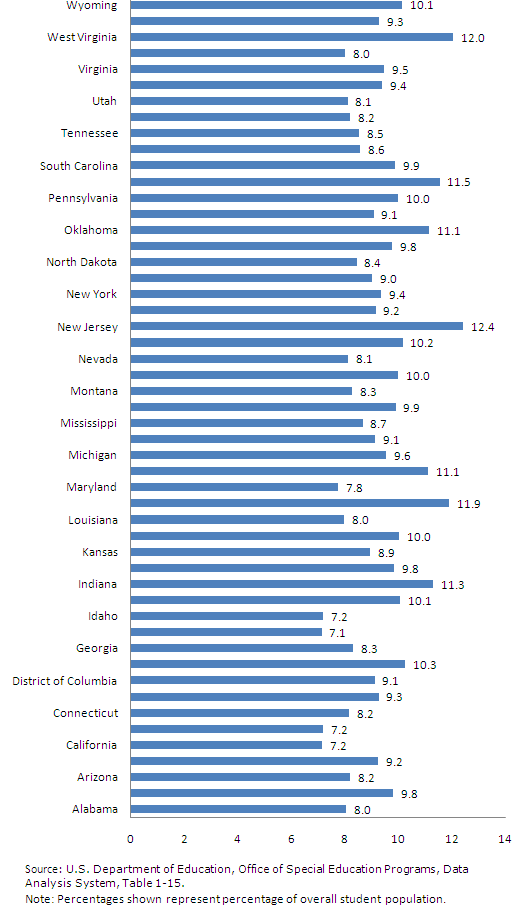 Wyoming 10.1
9.3
West Virginia 12.0
8.0
Virginia 9.5
9.4
Utah 8.1
8.2
Tennessee 8.5
8.6
South Carolina 9.9
11.5
Pennsylvania 10.0
9.1
Oklahoma 11.1
9.8
North Dakota 8.4
9.0
New York 9.4
9.2
New Jersey 12.4
10.2
Nevada 8.1
10.0
Montana 8.3
9.9
Mississippi 8.7
9.1
Michigan 9.6
11.1
Maryland 7.8
11.9
Louisiana 8.0
10.0
Kansas 8.9
9.8
Indiana 11.3
10.1
Idaho 7.2
7.1
Georgia 8.3
10.3
District of Columbia 9.1
9.3
Connecticut 8.2
7.2
California 7.2
9.2
Arizona 8.2
9.8
Alabama 8.0
0 2 4 6 8 10 12 14
Source: U.S. Department of Education, Office of Special Education Programs, Data
Analysis System, Table 1-15.
Note: Percentages shown represent percentage of overall student population.